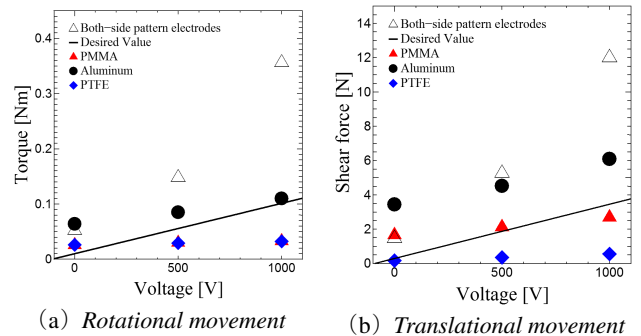 Both−side pattern electrodes
Desired Value
PMMA
Aluminum
PTFE
Torque [Nm]
0.4
0.3
0.2
0.1
0
0
500
1000
Voltage [V]
(a) Rotational movement
Both−side pattern electrodes
Desired Value
PMMA
Aluminum
PTFE
Shear force [N]
14
12
10
8
6
4
2
0
0
500
1000
Voltage [V]
(b) Translational movement